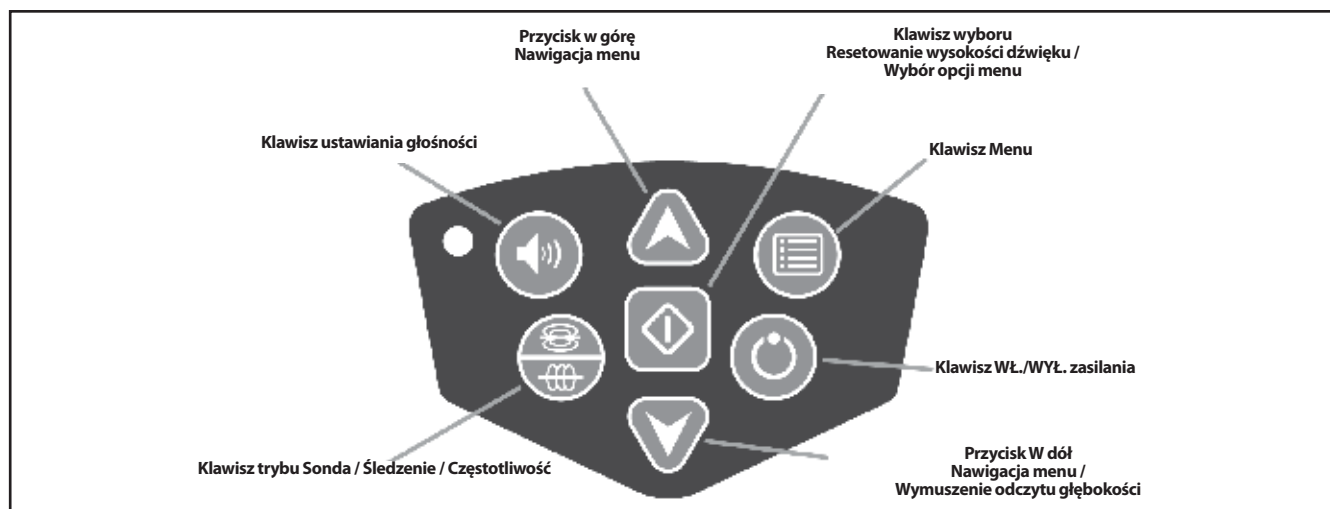 Przycisk w górę
Nawigacja menu
Klawisz wyboru
Resetowanie wysokości dźwięku /
Wybór opcji menu
Klawisz ustawiania głośności
Klawisz Menu
Klawisz WŁ./WYŁ. zasilania
Klawisz trybu Sonda / Śledzenie / Częstotliwość
Przycisk W dół
Nawigacja menu /
Wymuszenie odczytu głębokości